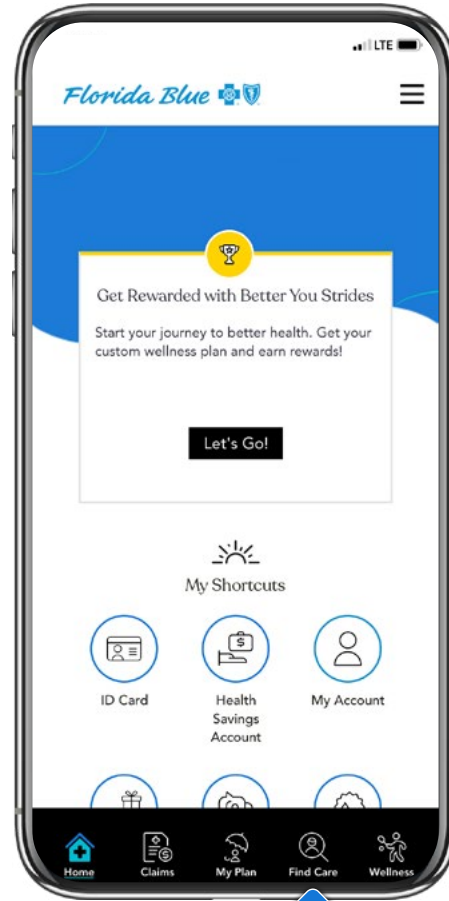 LTE
Florida Blue
Get Rewarded with Better You Strides
Start your journey to better health. Get your
custom wellness plan and earn rewards!
Let's Go!
My Shortcuts
ID Card
Health
Savings
Account
My Account
Home Claims My Plan Find Care Wellness